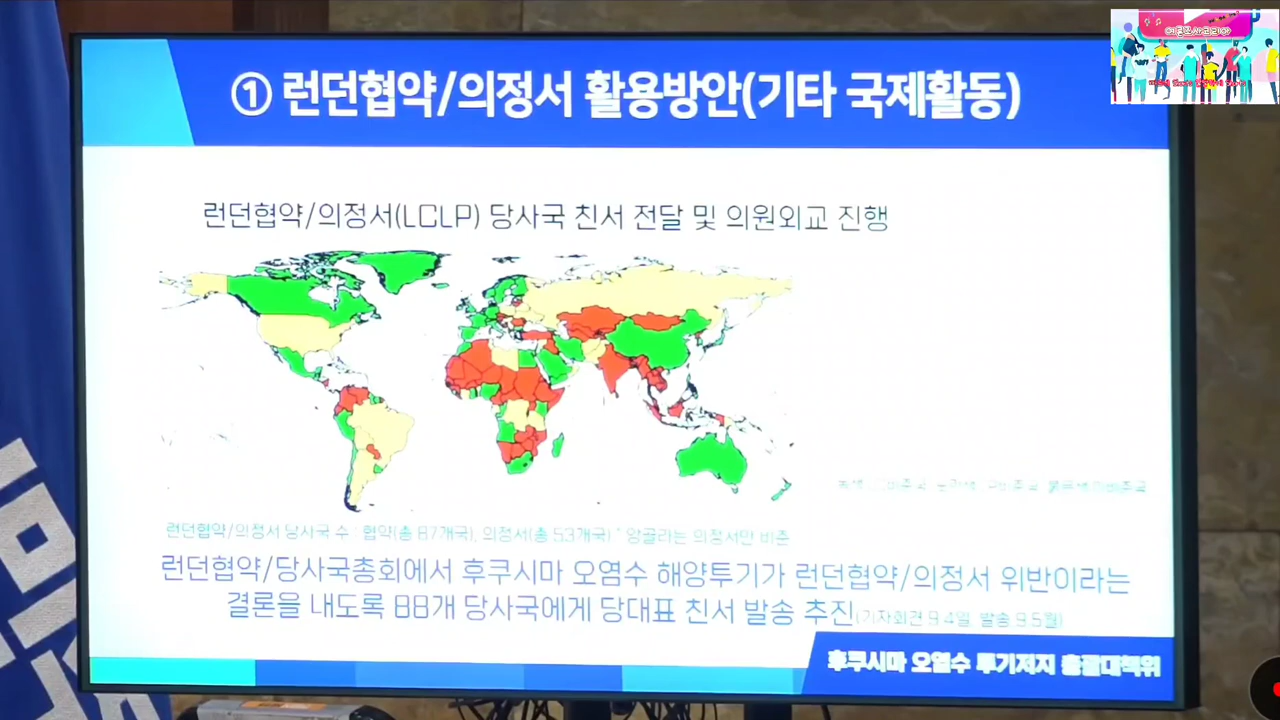 ① 런던협약/의정서 활용방안(기타 국제활동)
런던협약/의정서(LCLP) 당사국 친서 전달 및 의원외교 진행
런던협약/의정서 당사국 수 : 협약(총 87개국), 의정서(총 53개국) * 앙골라는 의정서만 비준
런던협약/당사국총회에서 후쿠시마 오염수 해양투기가 런던협약/의정서 위반이라는
결론을 내도록 88개 당사국에게 당대표 친서 발송 추진(기자회견 9.4일, 발송 9.5월)
후쿠시마 오염수 투기저지 총괄대책위